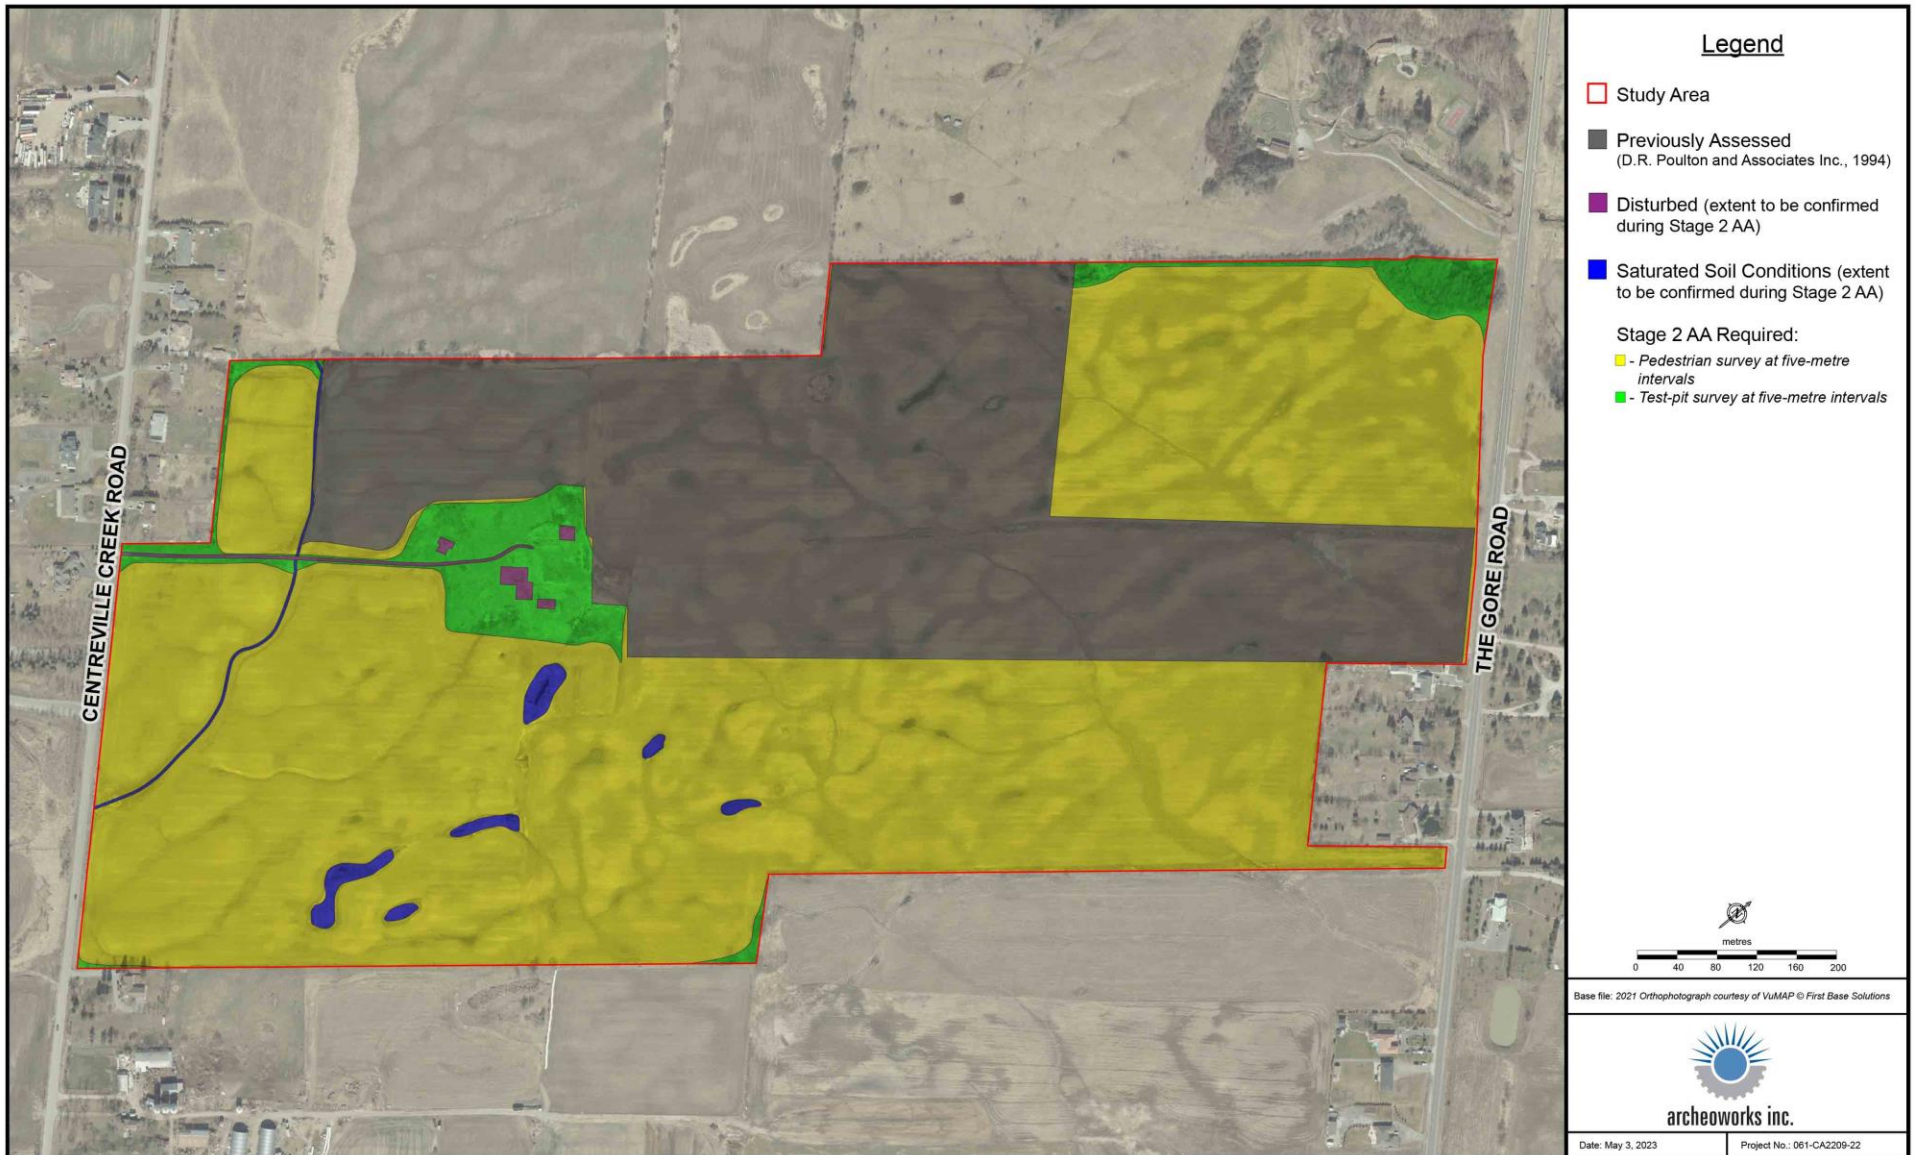 CENTREVILLE CREEK ROAD
THE GORE ROAD
Legend
Study Area
Previously Assessed
(D.R. Poulton and Associates Inc., 1994)
Disturbed (extent to be confirmed
during Stage 2 AA)
Saturated Soil Conditions (extent
to be confirmed during Stage 2 AA)
Stage 2 AA Required:
- Pedestrian survey at five-metre
intervals
- Test-pit survey at five-metre intervals
metres
0 40 80 120 160 200
Base file: 2021 Orthophotograph courtesy of VuMAP © First Base Solutions
archeoworks inc.
Date: May 3, 2023
Project No.: 061-CA2209-22